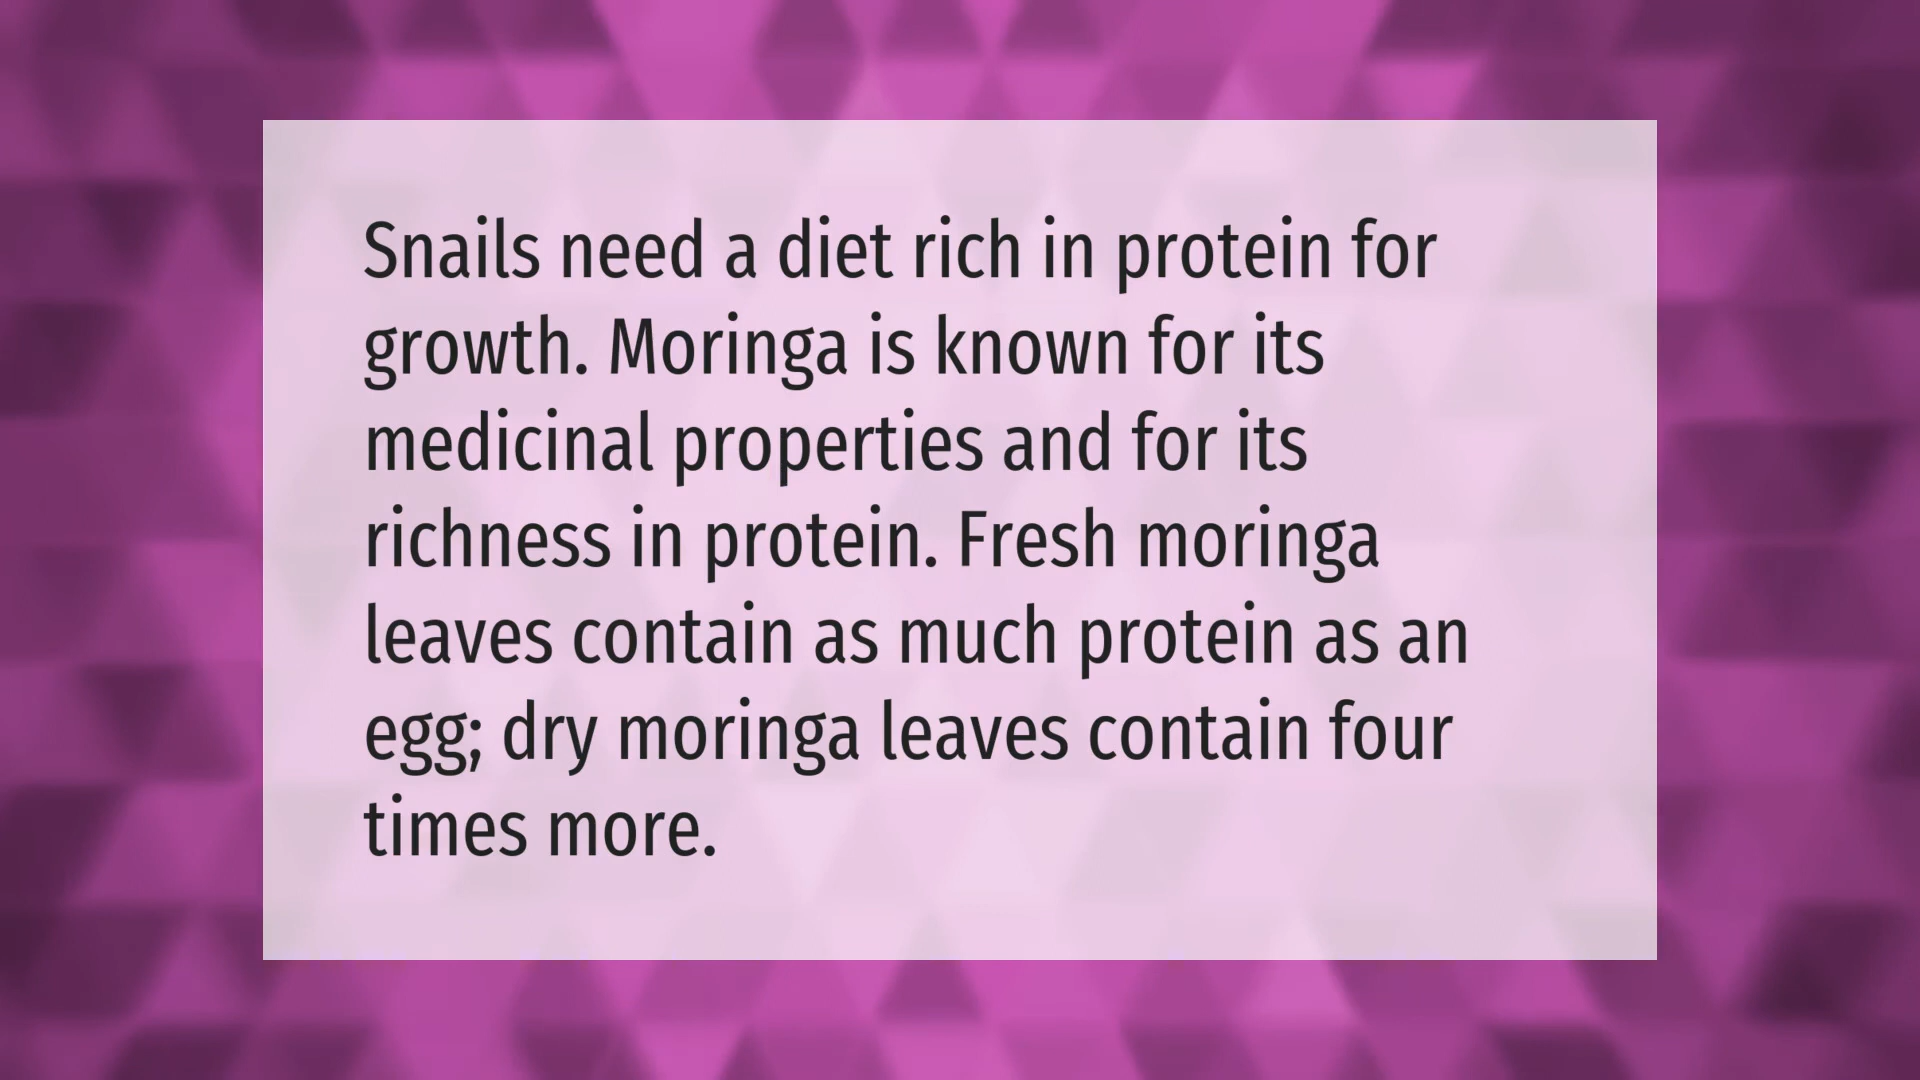 Snails need a diet rich in protein for
growth. Moringa is known for its
medicinal properties and for its
richness in protein. Fresh moringa
leaves contain as much protein as an
egg; dry moringa leaves contain four
times more.